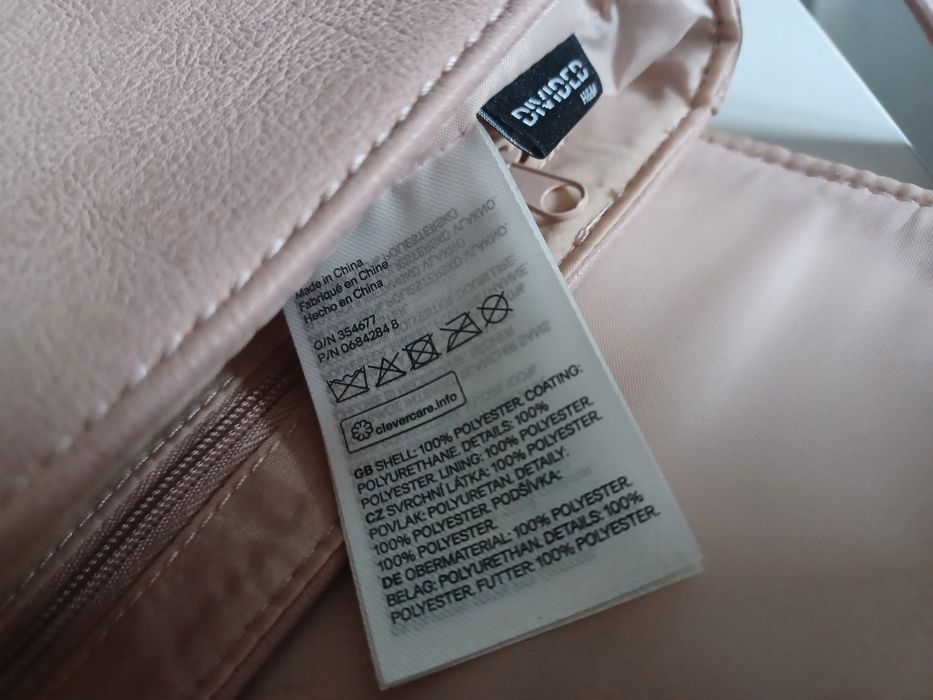 DIVIDED
H&M
Made in China
Fabriqué en Chine
Hecho en China
O/N 354677
P/N 0684284 B
clevercare.info
GB SHELL: 100% POLYESTER. COATING:
POLYURETHANE. DETAILS: 100%
POLYESTER. LINING: 100% POLYESTER.
CZ SVRCHNÍ LÁTKA: 100% POLYESTER.
POVLAK: POLYURETAN. DETAILY:
100% POLYESTER. PODŠÍVKA:
100% POLYESTER.
DE OBERMATERIAL: 100% POLYESTER.
BELAG: POLYURETHAN. DETAILS: 100%
POLYESTER. FUTTER: 100% POLYESTER.